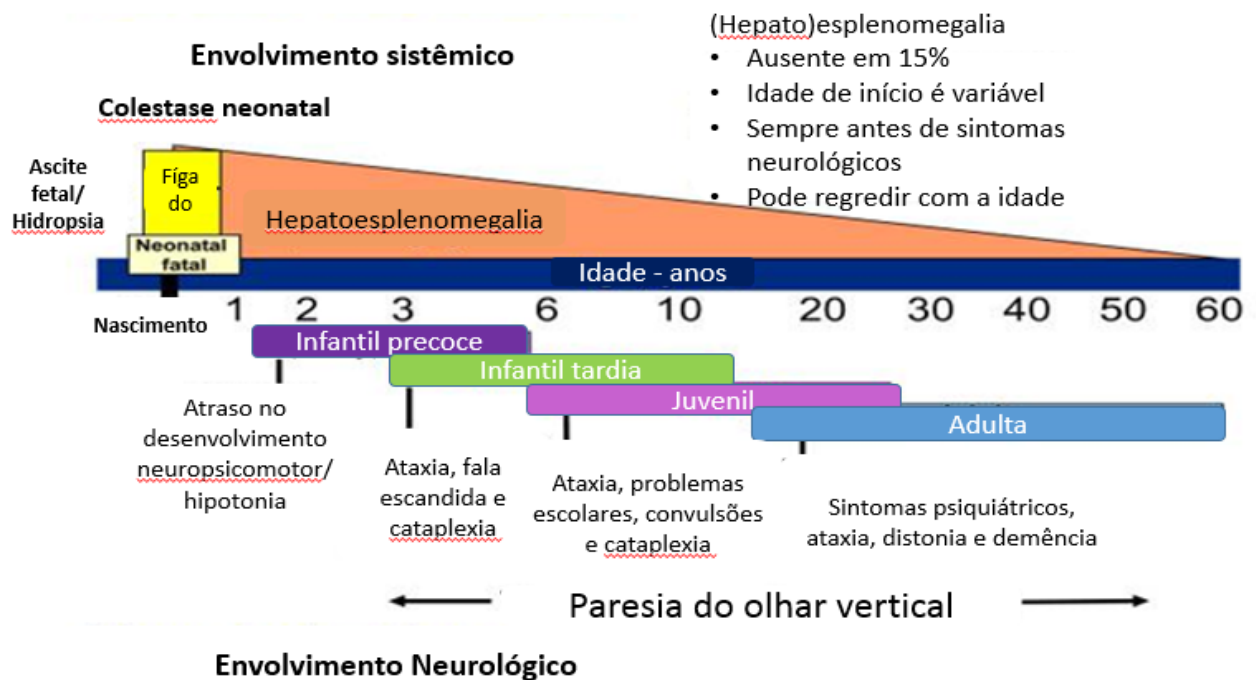 Envolvimento sistêmico
(Hepato)esplenomegalia
• Ausente em 15%
• Idade de início é variável
• Sempre antes de sintomas
neurológicos
• Pode regredir com a idade
Colestase neonatal
Ascite
fetal/
Hidropsia
Fíga
do
Neonatal
fatal
Hepatoesplenomegalia
Idade - anos
Nascimento
1 2 3 6 10 20 30 40 50 60
Infantil precoce
Infantil tardia
Juvenil
Adulta
Atraso no
desenvolvimento
neuropsicomotor/
hipotonia
Ataxia, fala
escandida e
cataplexia
Ataxia, problemas
escolares, convulsões
e cataplexia
Sintomas psiquiátricos,
ataxia, distonia e demência
Paresia do olhar vertical
Envolvimento Neurológico